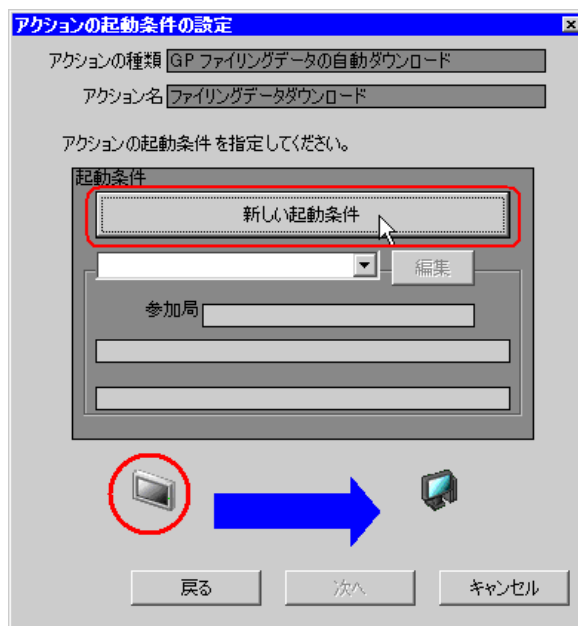 アクションの起動条件の設定
アクションの種類 GP ファイリングデータの自動ダウンロード
アクション名 ファイリングデータダウンロード
アクションの起動条件 を指定してください。
起動条件
新しい起動条件
編集
参加局
戻る 次へ キャンセル